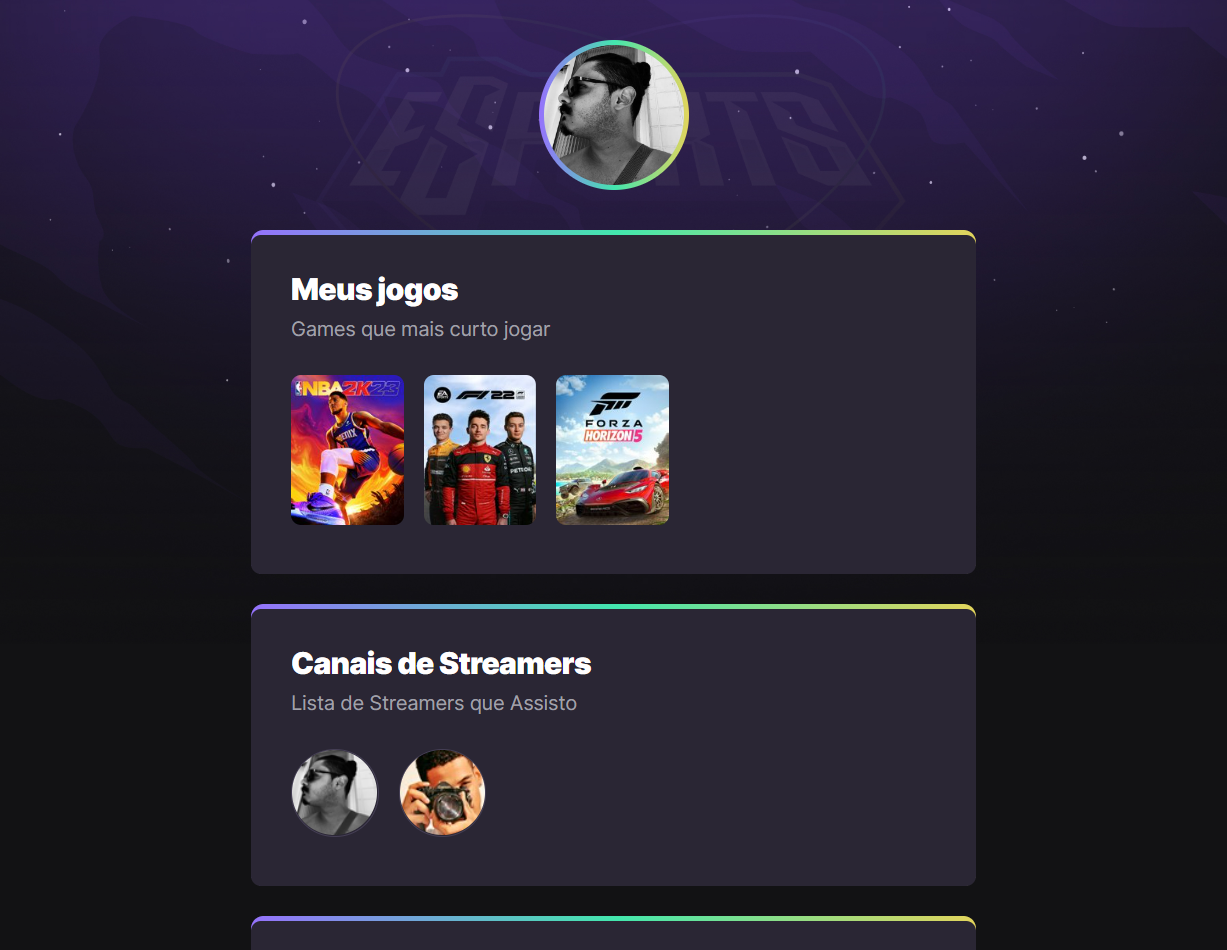 ESPORTS
Meus jogos
Games que mais curto jogar
NBA 2K23
EA
F1 22
FORZA
HORIZON 5
PETRON
Canais de Streamers
Lista de Streamers que Assisto